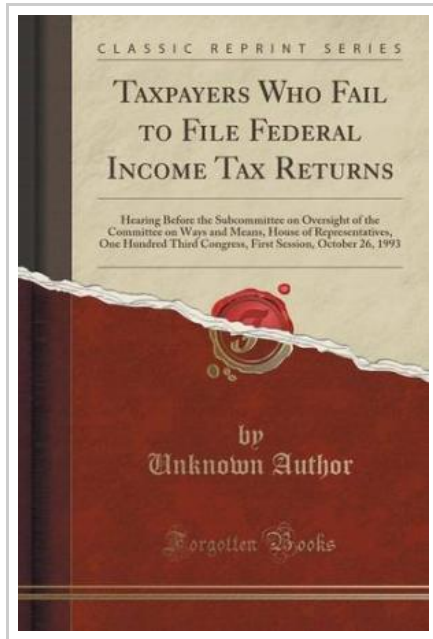 CLASSIC REPRINT SERIES
TAXPAYERS WHO FAIL
TO FILE FEDERAL
INCOME TAX RETURNS
Hearing Before the Subcommittee on Oversight of the
Committee on Ways and Means, House of Representatives,
One Hundred Third Congress, First Session, October 26, 1993
by
Unknown Author
Forgotten Books